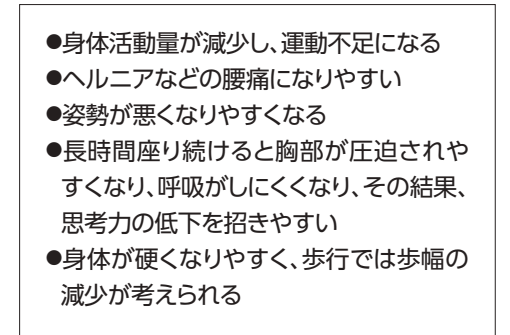 ●身体活動量が減少し、運動不足になる
●ヘルニアなどの腰痛になりやすい
●姿勢が悪くなりやすくなる
●長時間座り続けると胸部が圧迫されや
すくなり、呼吸がしにくくなり、その結果、
思考力の低下を招きやすい
●身体が硬くなりやすく、歩行では歩幅の
減少が考えられる